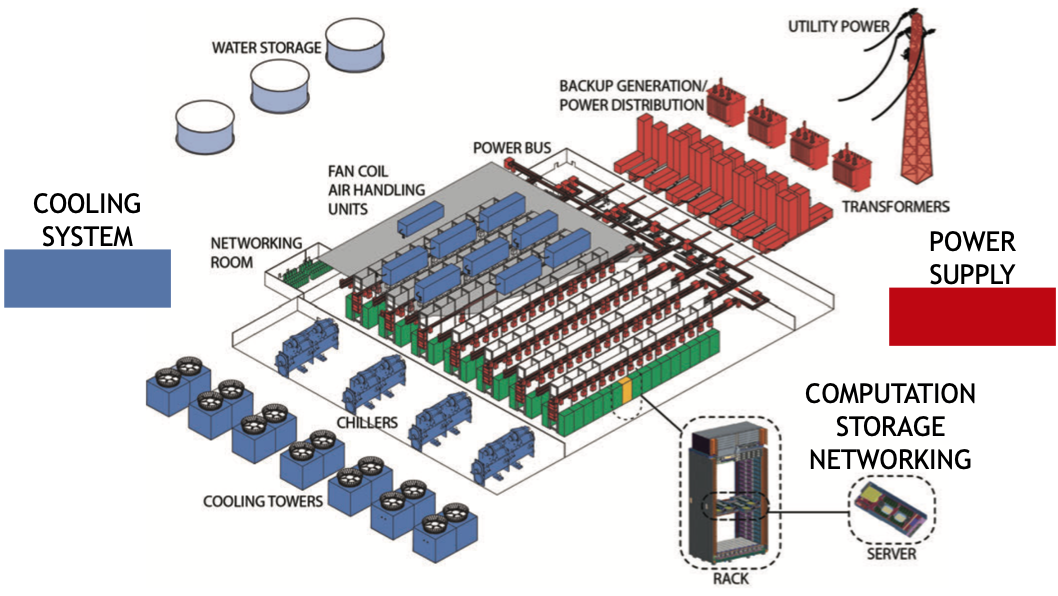 WATER STORAGE
UTILITY POWER
BACKUP GENERATION/
POWER DISTRIBUTION
POWER BUS
FAN COIL
AIR HANDLING
UNITS
TRANSFORMERS
COOLING
SYSTEM
NETWORKING
ROOM
POWER
SUPPLY
CHILLERS
COMPUTATION
STORAGE
NETWORKING
COOLING TOWERS
SERVER
RACK